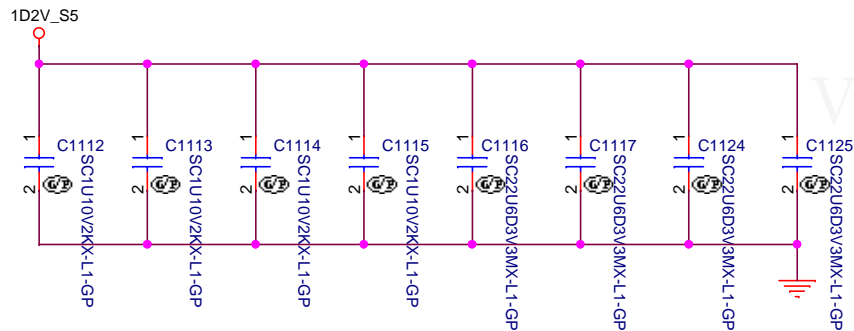 1D2V_S5
V
1
1
1
1
1
1
1
1
C1112
C1113
C1114
C1115
C1116
C1117
C1124
C1125
2
2
2
2
2
2
2
2
G/P
G/P
G/P
G/P
G/P
G/P
G/P
G/P
SC1U10V2KX-L1-GP
SC1U10V2KX-L1-GP
SC1U10V2KX-L1-GP
SC1U10V2KX-L1-GP
SC22U6D3V3MX-L1-GP
SC22U6D3V3MX-L1-GP
SC22U6D3V3MX-L1-GP
SC22U6D3V3MX-L1-GP